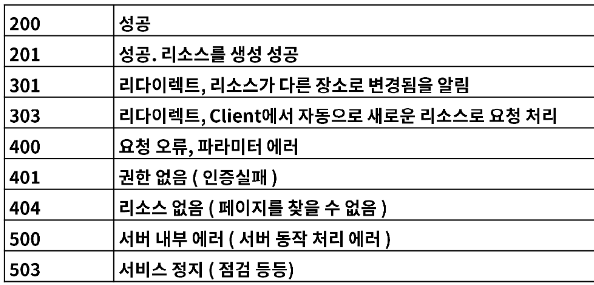 200 성공
201 성공. 리소스를 생성 성공
301 리다이렉트, 리소스가 다른 장소로 변경됨을 알림
303 리다이렉트, Client에서 자동으로 새로운 리소스로 요청 처리
400 요청 오류, 파라미터 에러
401 권한 없음 ( 인증실패 )
404 리소스 없음 ( 페이지를 찾을 수 없음 )
500 서버 내부 에러 ( 서버 동작 처리 에러 )
503 서비스 정지 ( 점검 등등)